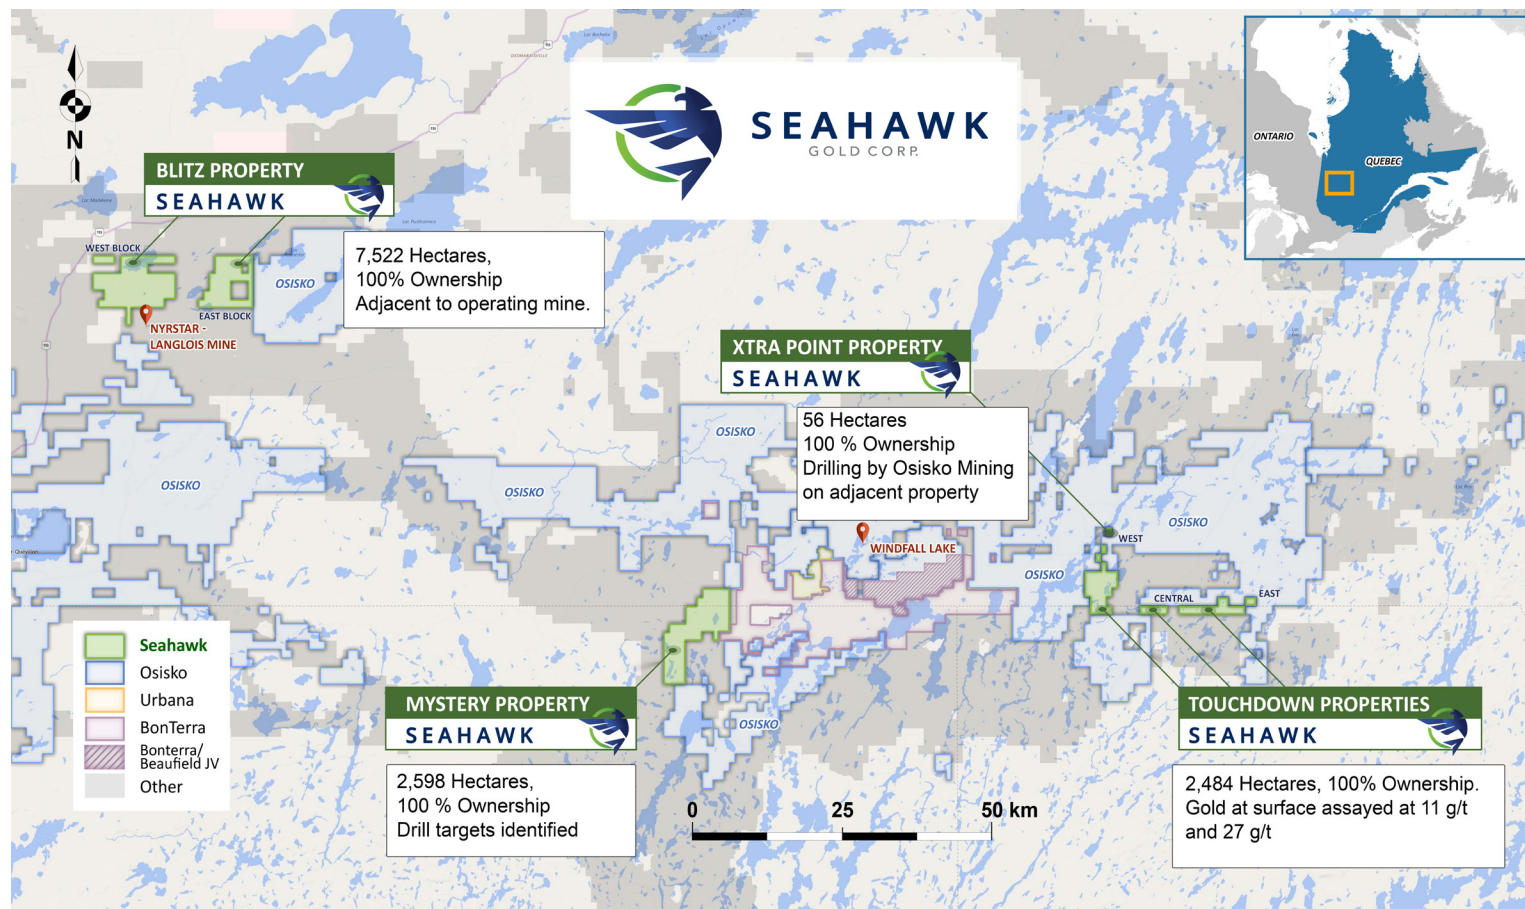 SEAHAWK
GOLD CORP.
ONTARIO
QUEBEC
N
BLITZ PROPERTY
SEAHAWK
WEST BLOCK
EAST BLOCK
OSISKO
NYRSTAR -
LANGLOIS MINE
7,522 Hectares,
100% Ownership
Adjacent to operating mine.
XTRA POINT PROPERTY
SEAHAWK
56 Hectares
100 % Ownership
Drilling by Osisko Mining
on adjacent property
OSISKO
OSISKO
OSISKO
WINDFALL LAKE
OSISKO
OSISKO
WEST
CENTRAL
EAST
OSISKO
Seahawk
Osisko
Urbana
BonTerra
Bonterra/
Beaufield JV
Other
MYSTERY PROPERTY
SEAHAWK
2,598 Hectares,
100 % Ownership
Drill targets identified
0 25 50 km
TOUCHDOWN PROPERTIES
SEAHAWK
2,484 Hectares, 100% Ownership.
Gold at surface assayed at 11 g/t
and 27 g/t